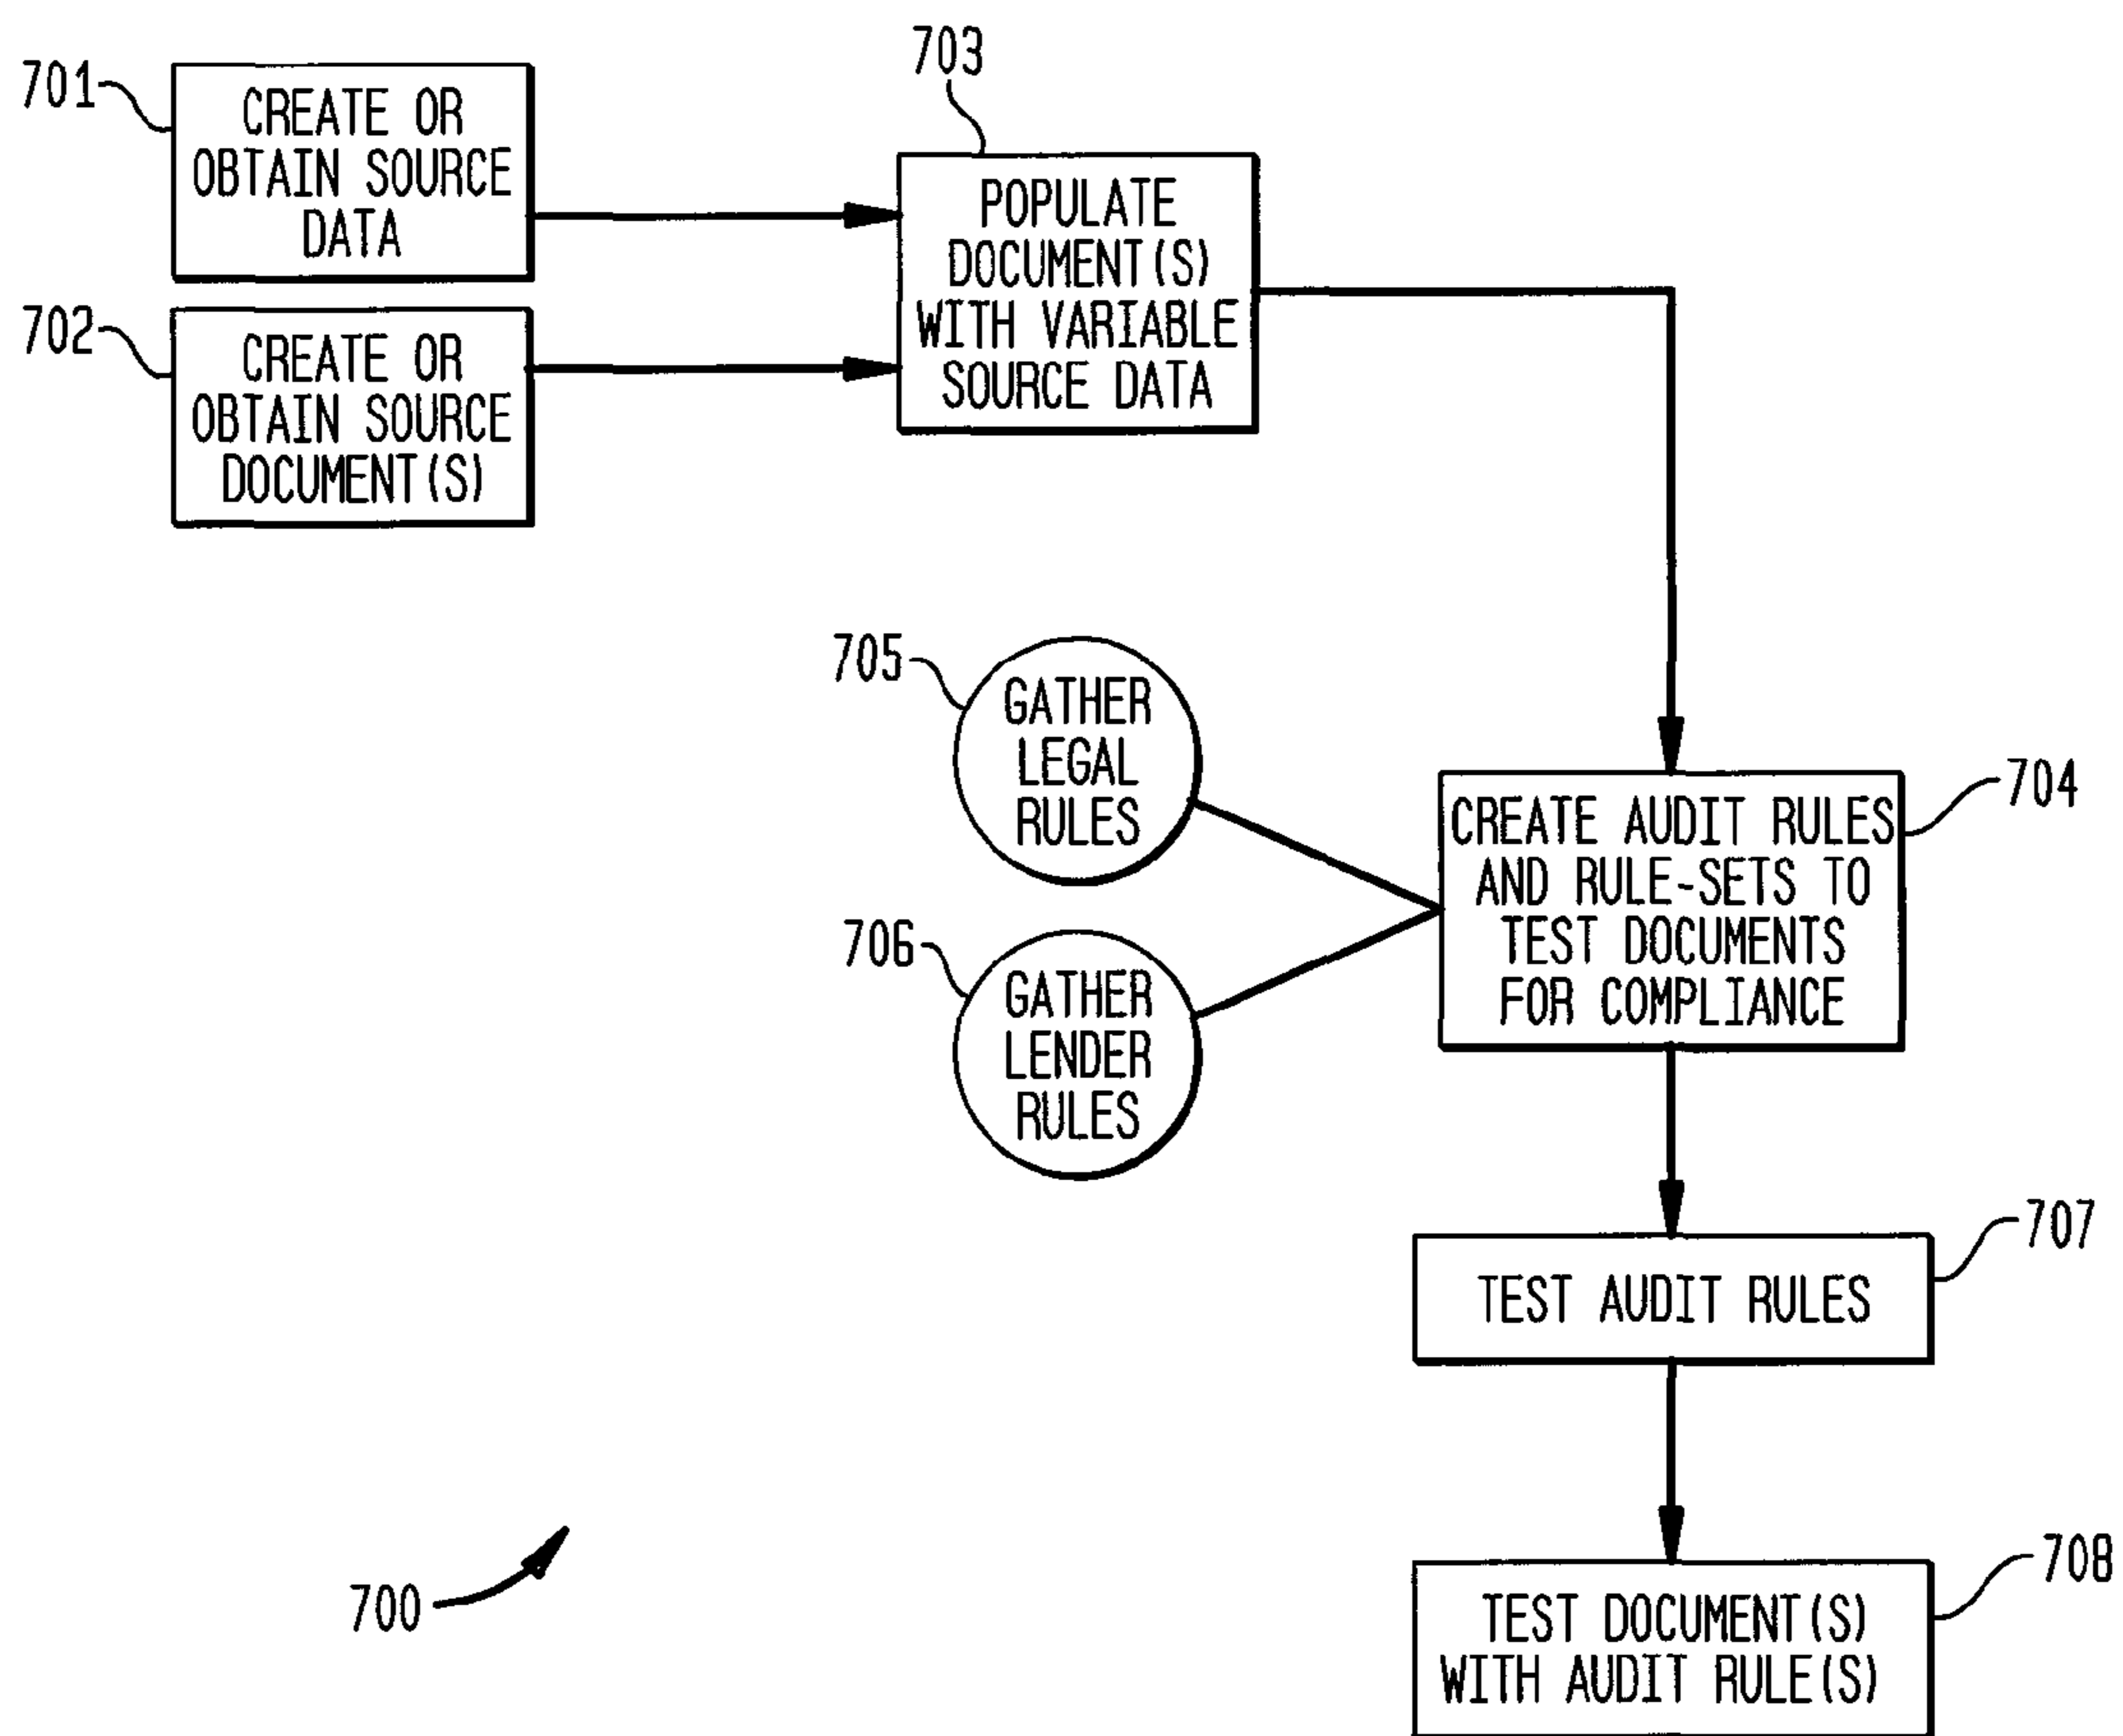 703
701
CREATE OR
OBTAIN SOURCE
DATA
POPULATE
DOCUMENT(S)
WITH VARIABLE
SOURCE DATA
702
CREATE OR
OBTAIN SOURCE
DOCUMENT(S)
705
GATHER
LEGAL
RULES
704
CREATE AUDIT RULES
AND RULE-SETS TO
TEST DOCUMENTS
FOR COMPLIANCE
706
GATHER
LENDER
RULES
707
TEST AUDIT RULES
708
TEST DOCUMENT(S)
WITH AUDIT RULE(S)
700